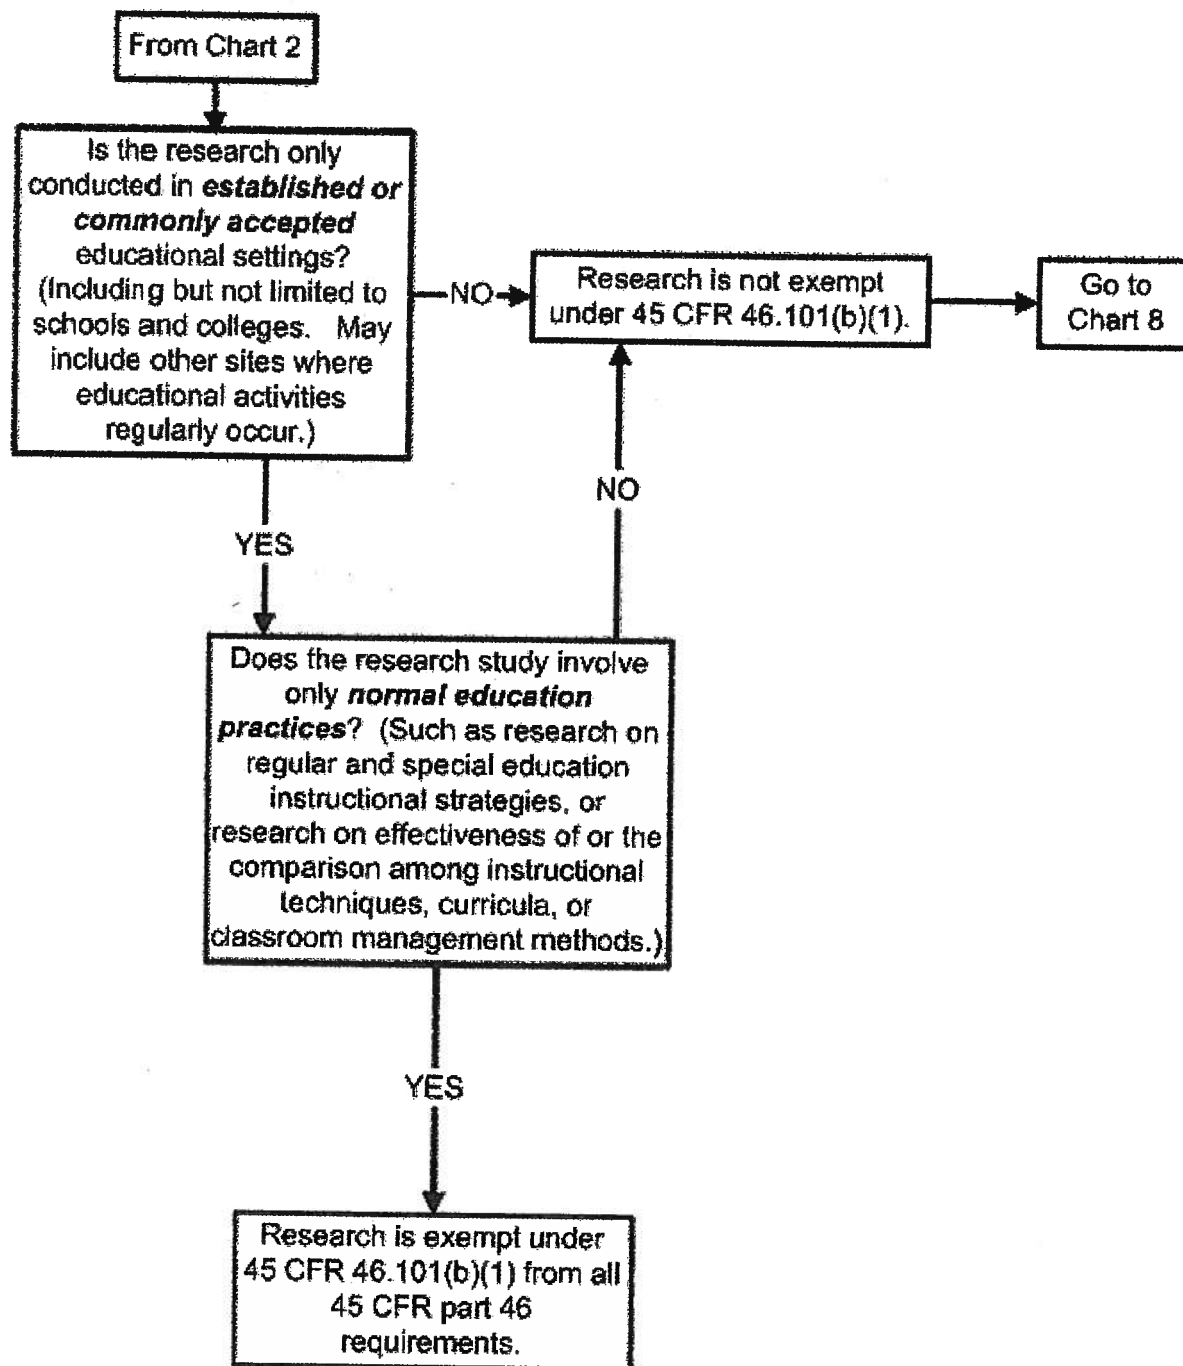 From Chart 2
Is the research only
conducted in established or
commonly accepted
educational settings?
(Including but not limited to
schools and colges. May
include other sites where
educational activities
regularly occur.)
NO
Research is not exempt
under 45 CFR 46.101(b)(1).
Go to
Chart 8
YES
NO
Does the research study involve
only normal education
practices? (Such as research on
regular and special education
instructional strategies, or
research on effectiveness of or the
comparison among instructional
techniques, curricula, or
classroom management methods.)
YES
Research is exempt under
45 CFR 46.101(b)(1) from all
45 CFR part 46
requirements.